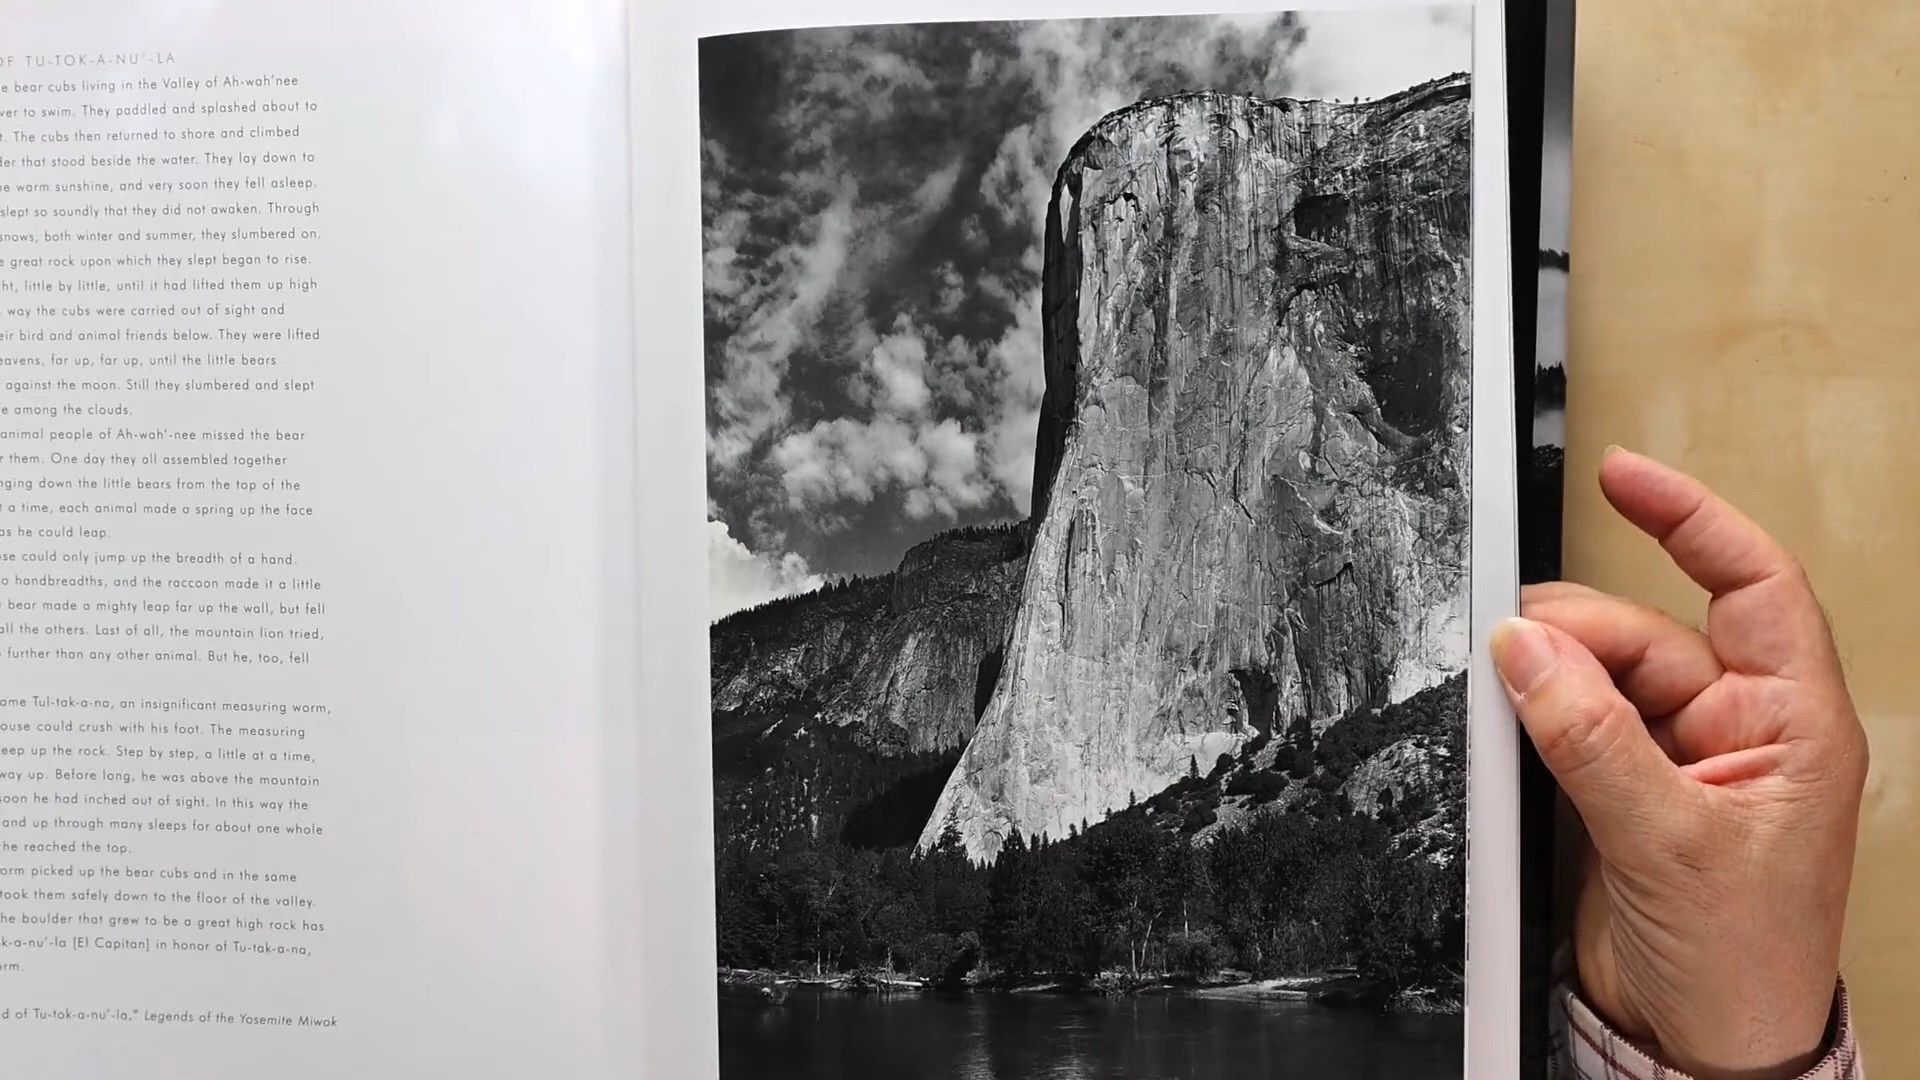 OF TU-TOK-A-NU'-LA
e bear cubs living in the Valley of Ah-wah'nee
ver to swim. They paddled and splashed about to
t. The cubs then returned to shore and climbed
der that stood beside the water. They lay down to
e warm sunshine, and very soon they fell asleep.
slept so soundly that they did not awaken. Through
snows, both winter and summer, they slumbered on.
e great rock upon which they slept began to rise.
ht, little by little, until it had lifted them up high
way the cubs were carried out of sight and
eir bird and animal friends below. They were lifted
eavens, far up, far up, until the little bears
against the moon. Still they slumbered and slept
e among the clouds.
animal people of Ah-wah'-nee missed the bear
r them. One day they all assembled together
nging down the little bears from the top of the
t a time, each animal made a spring up the face
as he could leap.
se could only jump up the breadth of a hand.
o handbreadths, and the raccoon made it a little
bear made a mighty leap far up the wall, but fell
all the others. Last of all, the mountain lion tried,
further than any other animal. But he, too, fell
ame Tul-tak-a-na, an insignificant measuring worm,
ouse could crush with his foot. The measuring
eep up the rock. Step by step, a little at a time,
way up. Before long, he was above the mountain
soon he had inched out of sight. In this way the
and up through many sleeps for about one whole
he reached the top.
orm picked up the bear cubs and in the same
took them safely down to the floor of the valley.
he boulder that grew to be a great high rock has
k-a-nu'-la [El Capitan] in honor of Tu-tak-a-na,
orm.
d of Tu-tok-a-nu'-la," Legends of the Yosemite Miwok